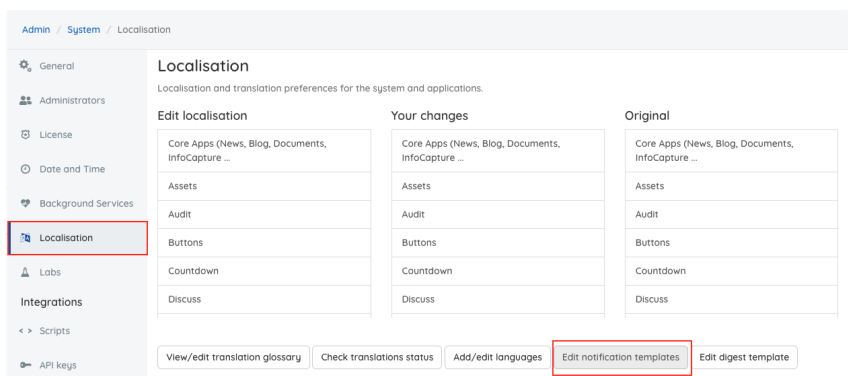 Admin / System / Localisation
General
Administrators
License
Date and Time
Background Services
Localisation
Labs
Integrations
Scripts
API keys
Localisation
Localisation and translation preferences for the system and applications.
Edit localisation
Core Apps (News, Blog, Documents,
InfoCapture ...
Assets
Audit
Buttons
Countdown
Discuss
Your changes
Core Apps (News, Blog, Documents,
InfoCapture ...
Assets
Audit
Buttons
Countdown
Discuss
Original
Core Apps (News, Blog, Documents,
InfoCapture ...
Assets
Audit
Buttons
Countdown
Discuss
View/edit translation glossary
Check translations status
Add/edit languages
Edit notification templates
Edit digest template